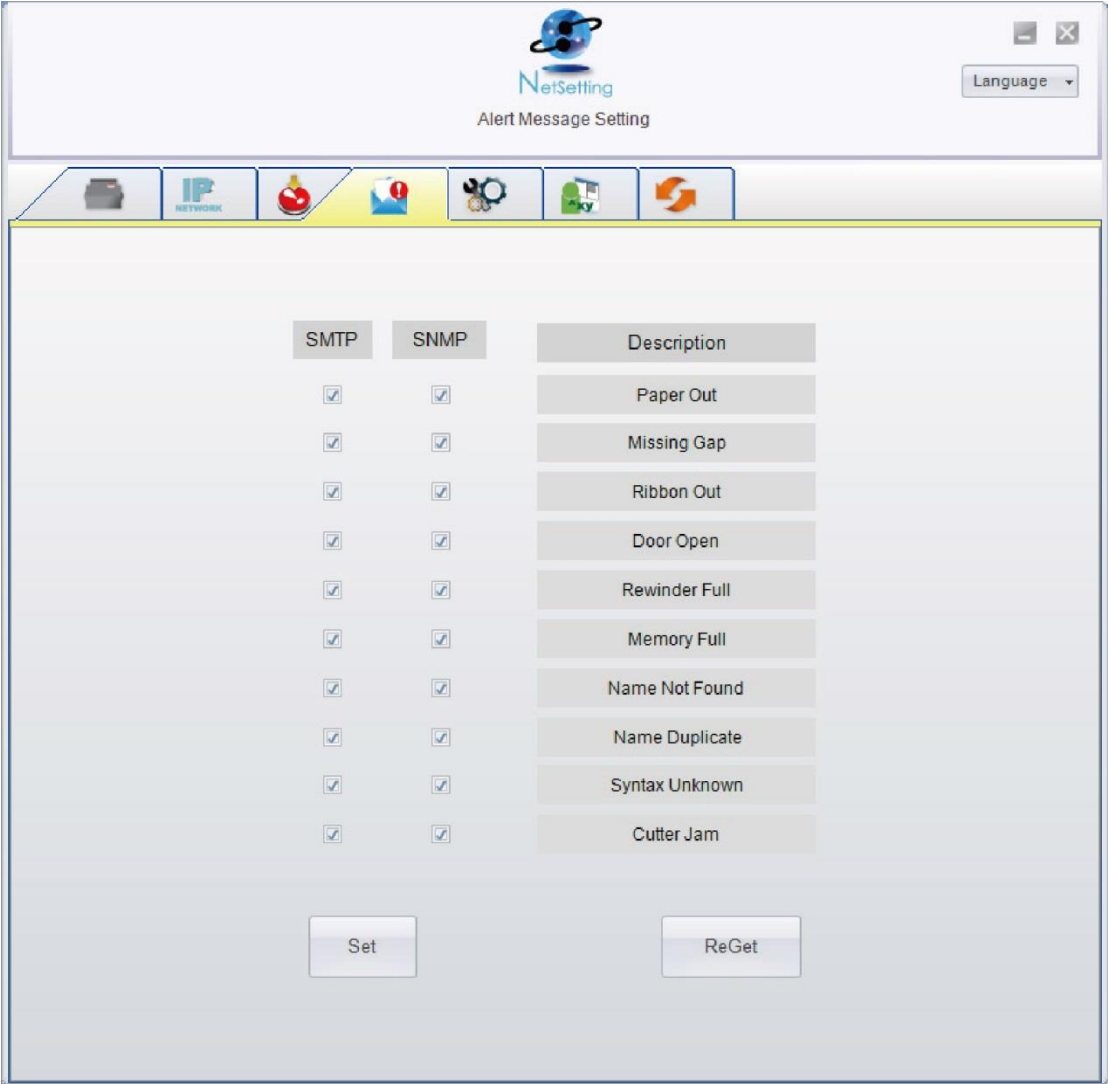 NetSetting
Language
Alert Message Setting
IP
NETWORK
xy
SMTP SNMP Description
Paper Out
Missing Gap
Ribbon Out
Door Open
Rewinder Full
Memory Full
Name Not Found
Name Duplicate
Syntax Unknown
Cutter Jam
Set ReGet